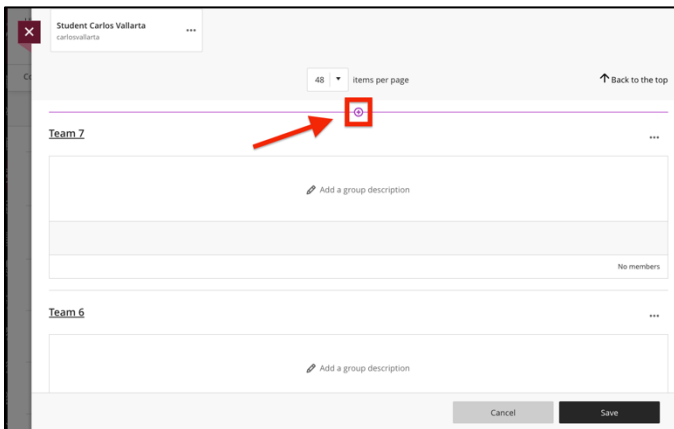 Student Carlos Vallarta
carlosvallarta
48 items per page
Back to the top
Team 7
Add a group description
No members
Team 6
Add a group description
Cancel Save